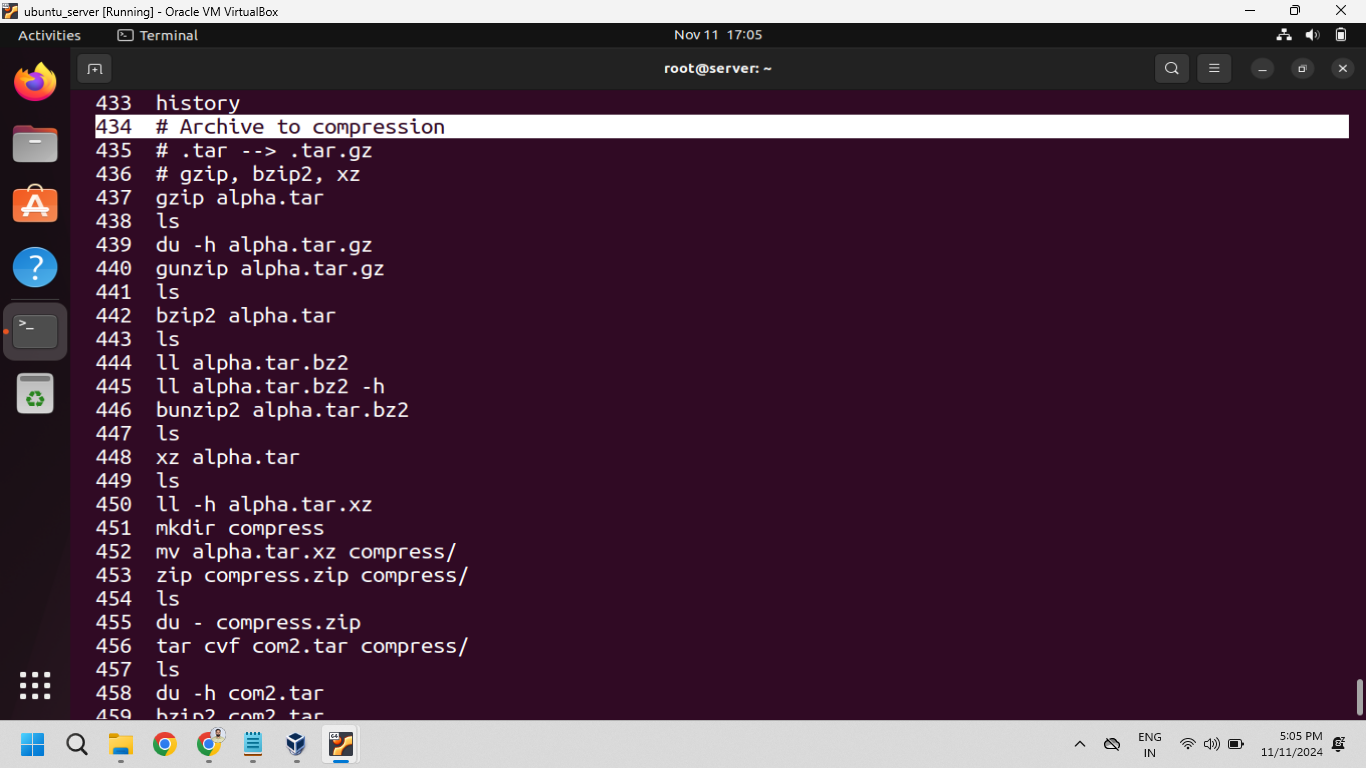 ubuntu_server [Running] - Oracle VM VirtualBox
Activities Terminal Nov 11 17:05
root@server: ~
433 history
434 # Archive to compression
435 # .tar --> .tar.gz
436 # gzip, bzip2, xz
437 gzip alpha.tar
438 ls
439 du -h alpha.tar.gz
440 gunzip alpha.tar.gz
441 ls
442 bzip2 alpha.tar
443 ls
444 ll alpha.tar.bz2
445 ll alpha.tar.bz2 -h
446 bunzip2 alpha.tar.bz2
447 ls
448 xz alpha.tar
449 ls
450 ll -h alpha.tar.xz
451 mkdir compress
452 mv alpha.tar.xz compress/
453 zip compress.zip compress/
454 ls
455 du - compress.zip
456 tar cvf com2.tar compress/
457 ls
458 du -h com2.tar
459 bzip2 com2.tar
ENG
IN
5:05 PM
11/11/2024